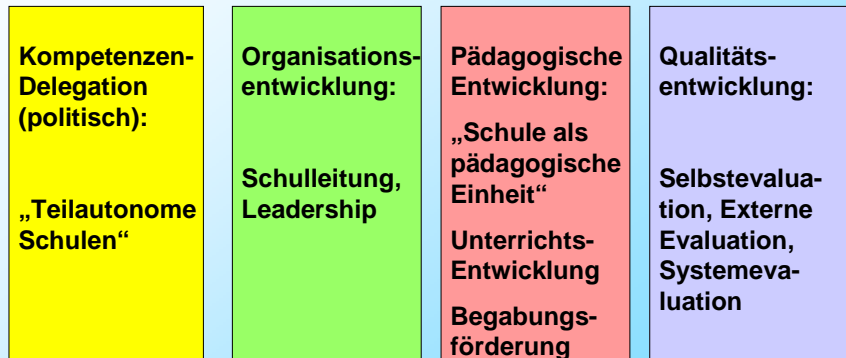 Kompetenzen-
Delegation
(politisch):
„Teilautonome
Schulen“
Organisations-
entwicklung:
Schulleitung,
Leadership
Pädagogische
Entwicklung:
„Schule als
pädagogische
Einheit“
Unterrichts-
Entwicklung
Begabungs-
förderung
Qualitäts-
entwicklung:
Selbstevalua-
tion, Externe
Evaluation,
Systemeva-
luation